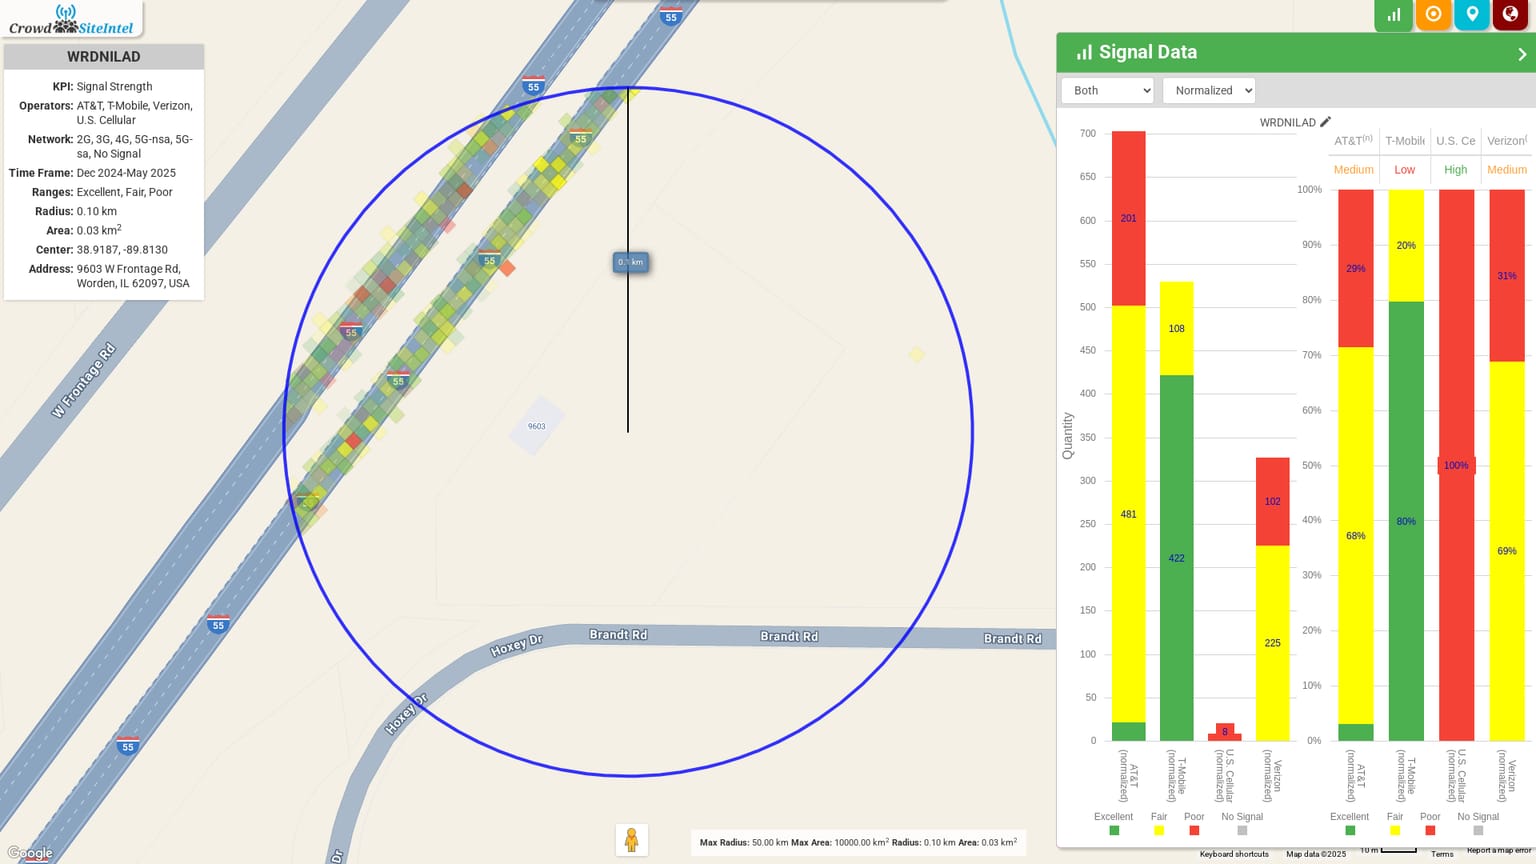 Crowd SiteIntel
WRDNILAD
KPI: Signal Strength
Operators: AT&T, T-Mobile, Verizon,
U.S. Cellular
Network: 2G, 3G, 4G, 5G-nsa, 5G-
sa, No Signal
Time Frame: Dec 2024-May 2025
Ranges: Excellent, Fair, Poor
Radius: 0.10 km
Area: 0.03 km²
Center: 38.9187, -89.8130
Address: 9603 W Frontage Rd,
Worden, IL 62097, USA
55
55
55
55
55
55
55
55
W Frontage Rd
0.1 km
9603
Hoxey Dr
Brandt Rd
Brandt Rd
Brandt Rd
Hoxey Dr
Dr
Google
Max Radius: 50.00 km Max Area: 10000.00 km² Radius: 0.10 km Area: 0.03 km²
Signal Data
Both
Normalized
WRDNILAD
Quantity
700
650
600
550
500
450
400
350
300
250
200
150
100
50
0
201
481
108
422
8
102
225
AT&T (normalized)
T-Mobile (normalized)
U.S. Cellular (normalized)
Verizon (normalized)
Excellent Fair Poor No Signal
AT&T(n) T-Mobile U.S. Ce Verizon(
Medium Low High Medium
100%
90%
80%
70%
60%
50%
40%
30%
20%
10%
0%
29%
68%
20%
80%
100%
31%
69%
AT&T (normalized)
T-Mobile (normalized)
U.S. Cellular (normalized)
Verizon (normalized)
Excellent Fair Poor No Signal
Keyboard shortcuts Map data ©2025 10 m Terms Report a map error